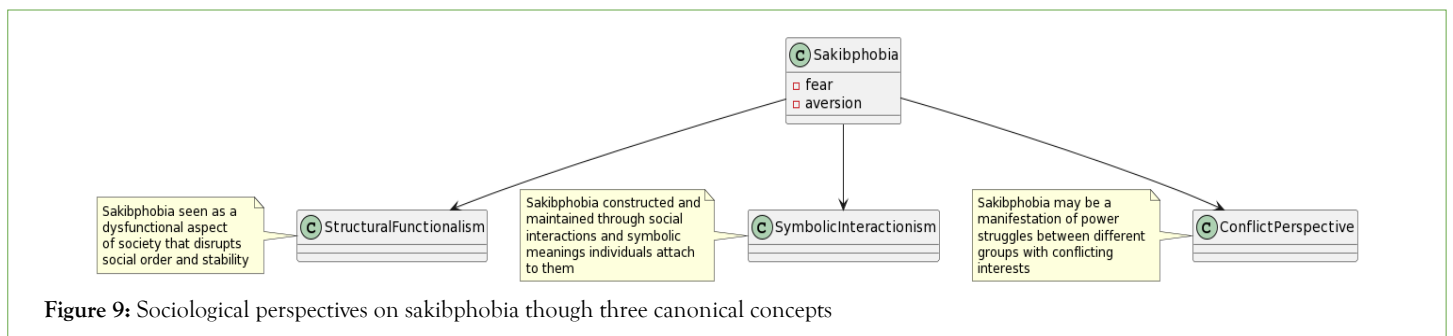 C Sakibphobia
fear
aversion
Sakibphobia seen as a
dysfunctional aspect
of society that disrupts
social order and stability
C StructuralFunctionalism
Sakibphobia constructed and
maintained through social
interactions and symbolic
meanings individuals attach
to them
C SymbolicInteractionism
Sakibphobia may be a
manifestation of power
struggles between different
groups with conflicting
interests
C ConflictPerspective
Figure 9: Sociological perspectives on sakibphobia though three canonical concepts